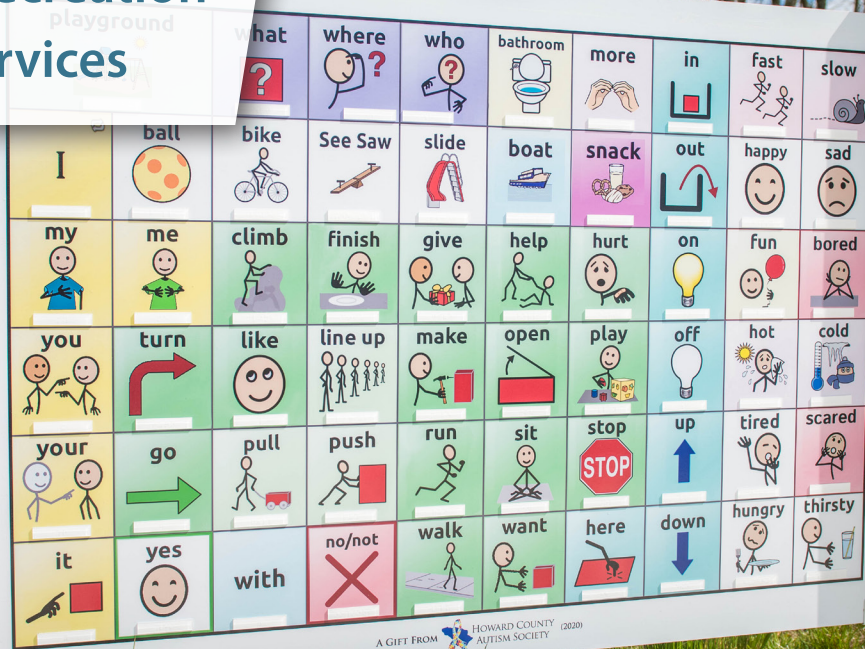 rvices
playground
what
where
who
bathroom
more
in
fast
slow
?
?
?
I
ball
bike
See Saw
slide
boat
snack
out
happy
sad
my
me
climb
finish
give
help
hurt
on
fun
bored
you
turn
like
line up
make
open
play
off
hot
cold
your
go
pull
push
run
sit
stop
STOP
up
tired
scared
it
yes
with
no/not
walk
want
here
down
hungry
thirsty
A GIFT FROM
HOWARD COUNTY
AUTISM SOCIETY
(2020)